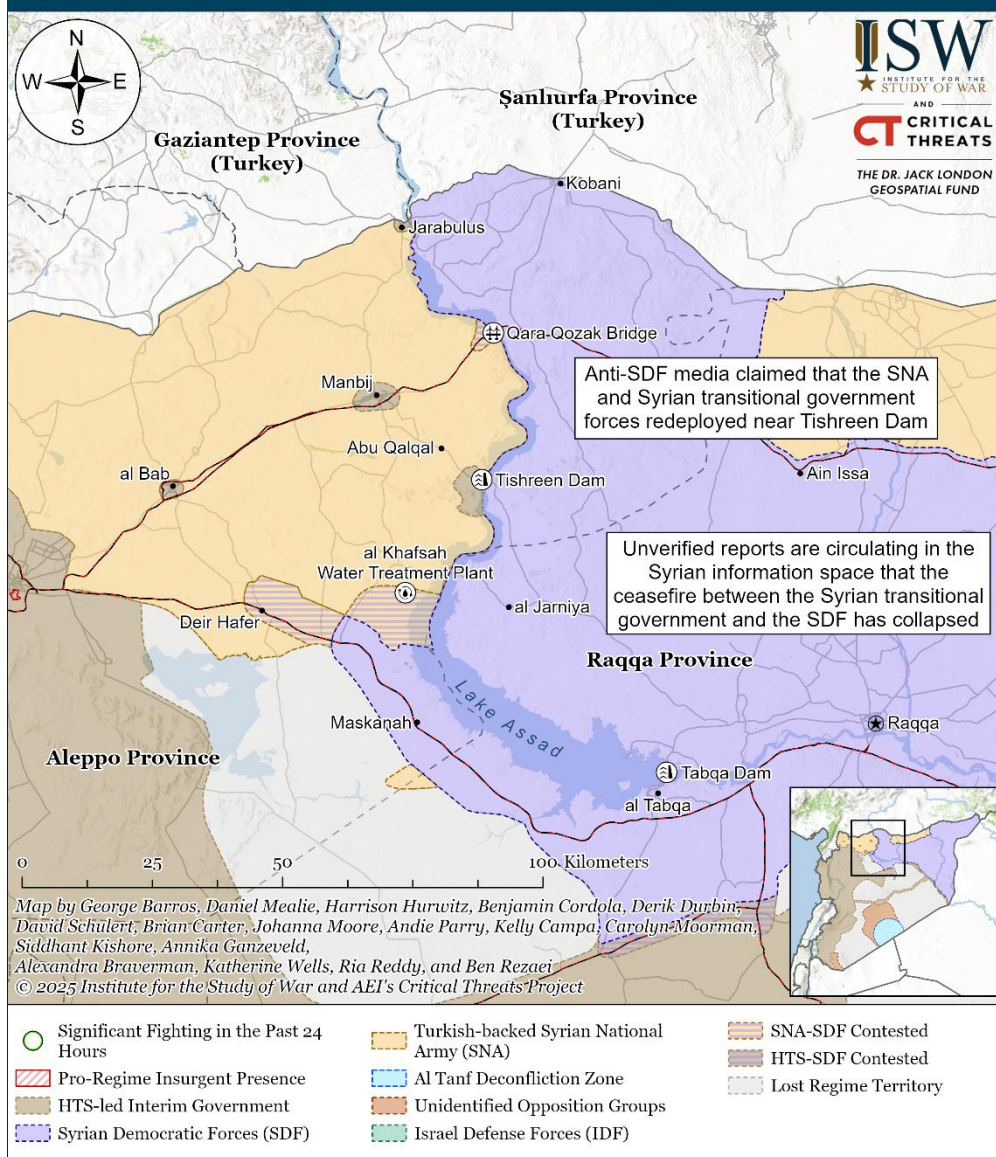 N
W
E
S
ISW
INSTITUTE FOR THE
STUDY OF WAR
AND
CT CRITICAL
THREATS
THE DR. JACK LONDON
GEOSPATIAL FUND
Gaziantep Province
(Turkey)
Şanlıurfa Province
(Turkey)
Kobani
Jarabulus
Qara-Qozak Bridge
Anti-SDF media claimed that the SNA
and Syrian transitional government
forces redeployed near Tishreen Dam
Manbij
Abu Qalqal
al Bab
Tishreen Dam
Ain Issa
al Khafsah
Water Treatment Plant
Unverified reports are circulating in the
Syrian information space that the
ceasefire between the Syrian transitional
government and the SDF has collapsed
Deir Hafer
al Jarniya
Raqqa Province
Lake Assad
Maskanah
Raqqa
Aleppo Province
Tabqa Dam
al Tabqa
0 25 50 100 Kilometers
Map by George Barros, Daniel Mealie, Harrison Hurwitz, Benjamin Cordola, Derik Durbin,
David Schulert, Brian Carter, Johanna Moore, Andie Parry, Kelly Campa, Carolyn Moorman,
Siddhant Kishore, Annika Ganzeveld,
Alexandra Braverman, Katherine Wells, Ria Reddy, and Ben Rezaei
© 2025 Institute for the Study of War and AEI's Critical Threats Project
Significant Fighting in the Past 24
Hours
Pro-Regime Insurgent Presence
HTS-led Interim Government
Syrian Democratic Forces (SDF)
Turkish-backed Syrian National
Army (SNA)
Al Tanf Deconfliction Zone
Unidentified Opposition Groups
Israel Defense Forces (IDF)
SNA-SDF Contested
HTS-SDF Contested
Lost Regime Territory